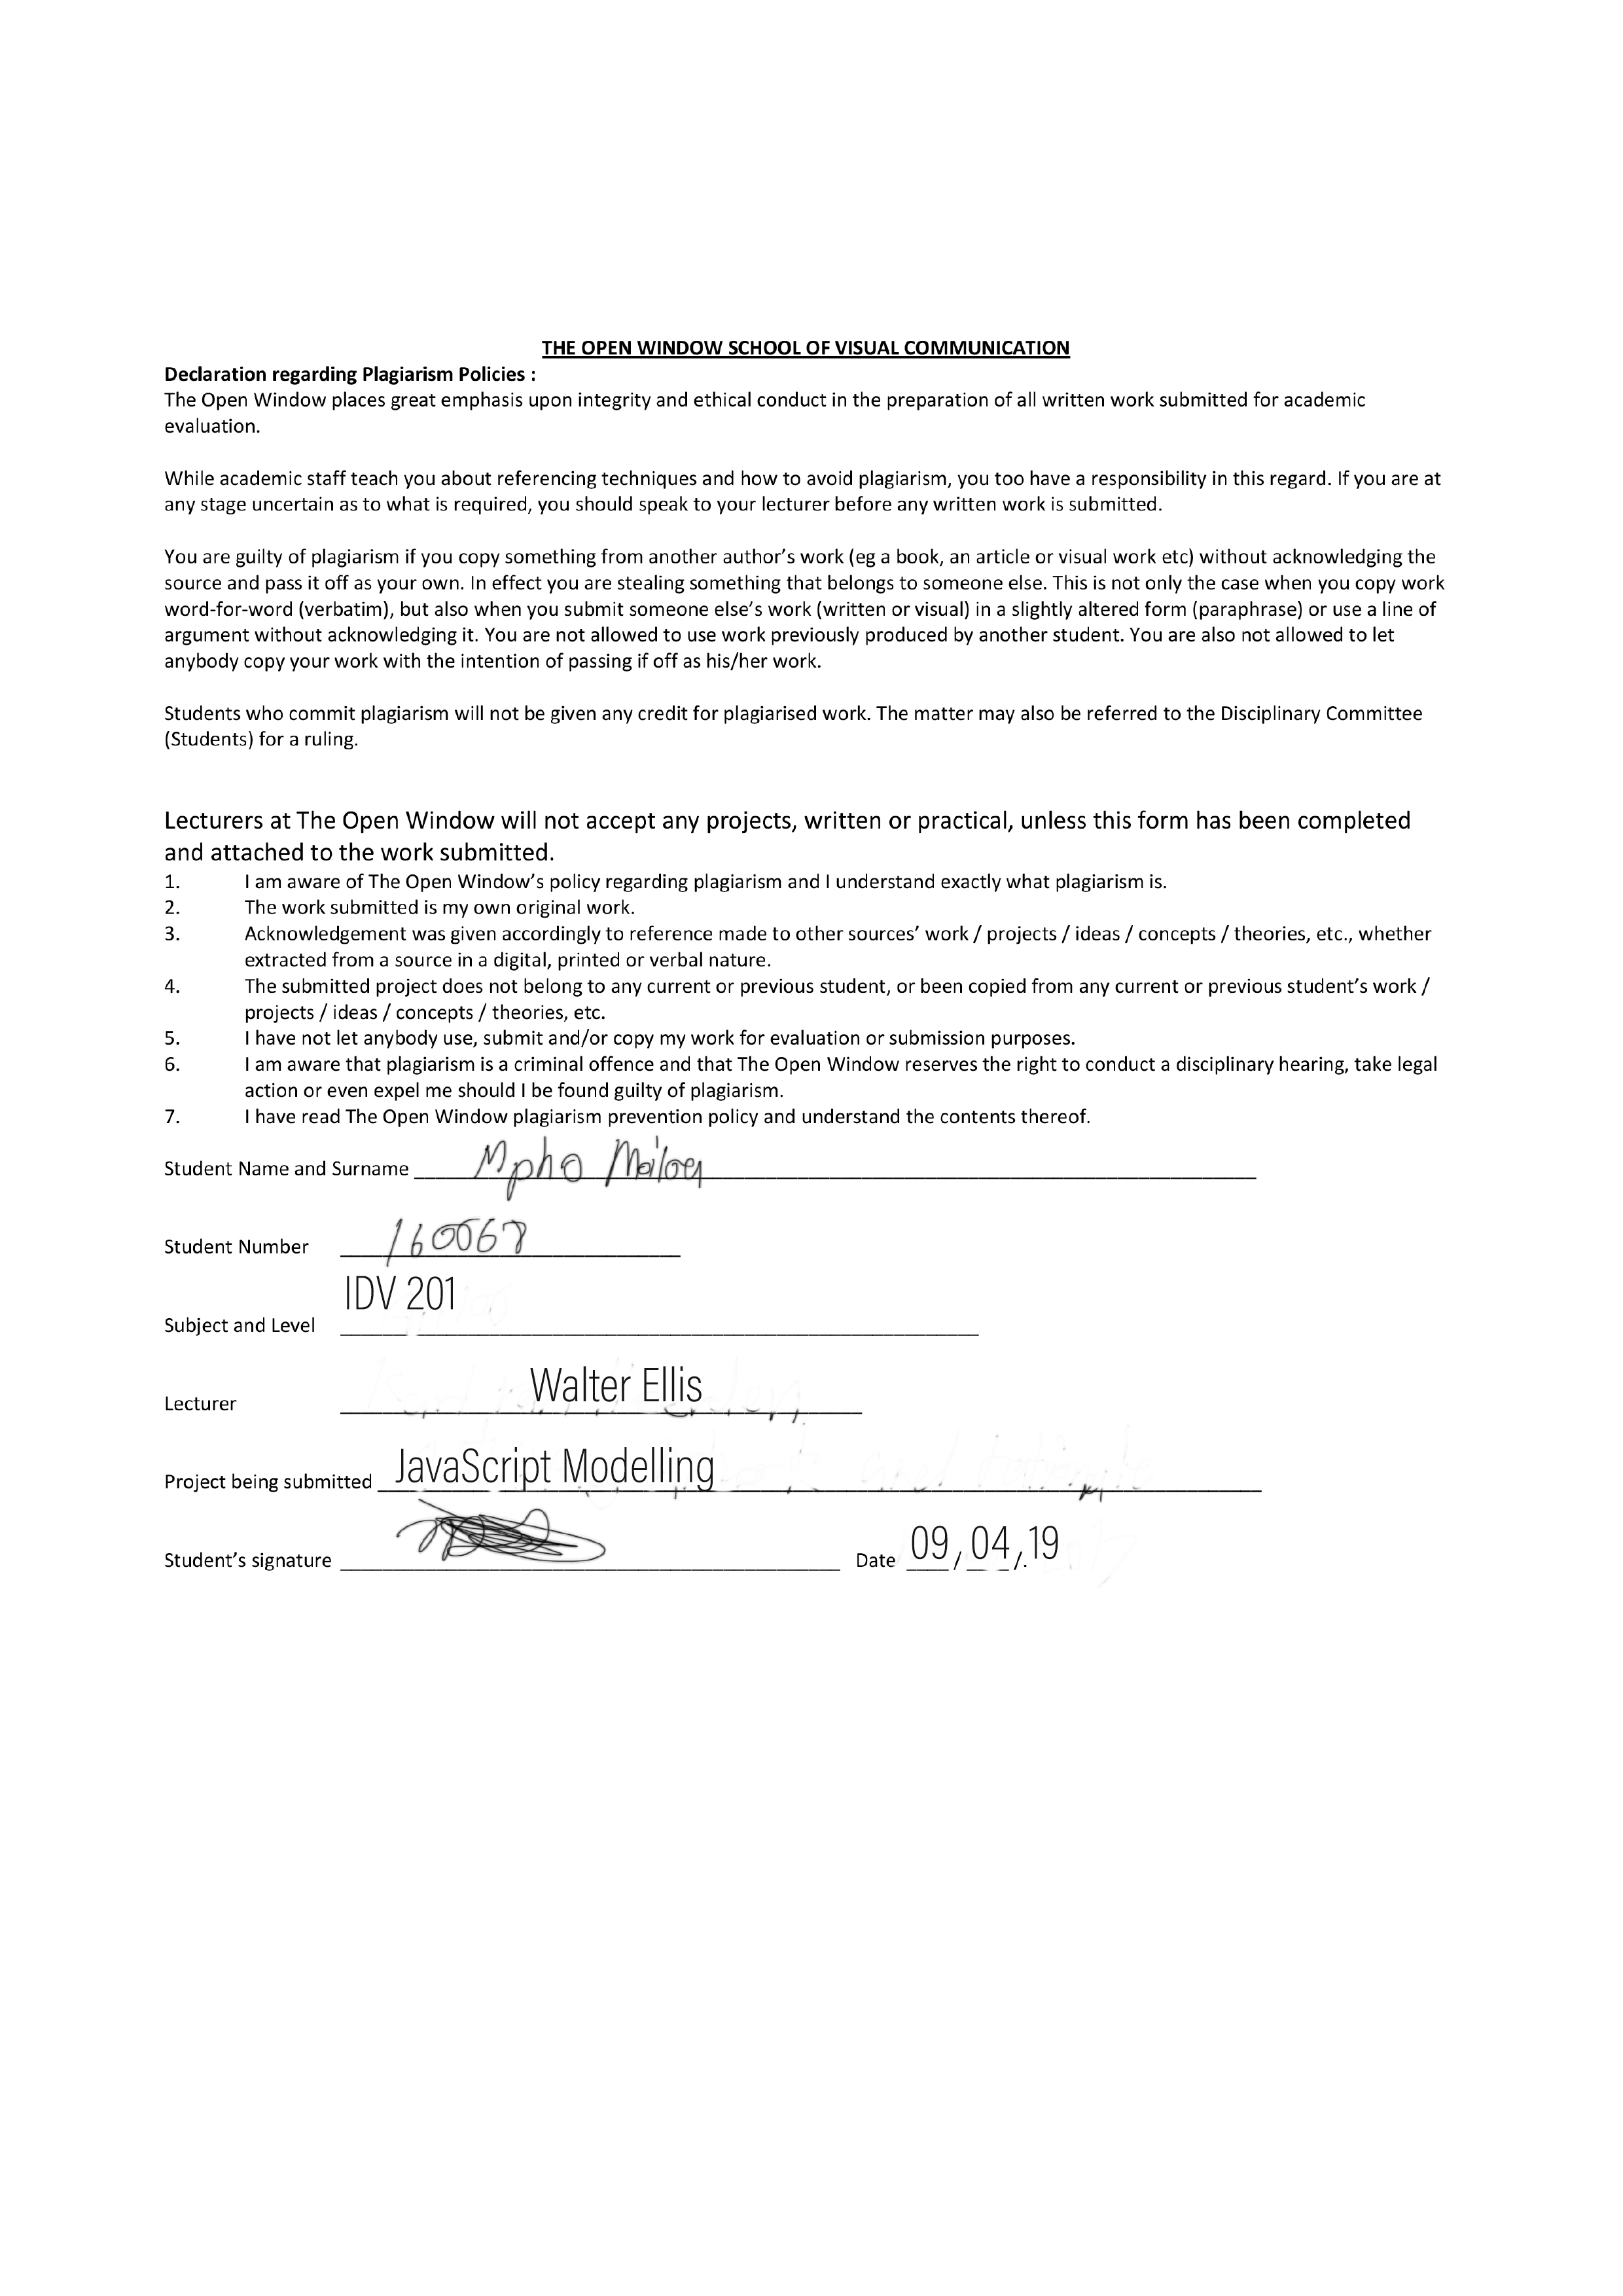 THE OPEN WINDOW SCHOOL OF VISUAL COMMUNICATION
Declaration regarding Plagiarism Policies :
The Open Window places great emphasis upon integrity and ethical conduct in the preparation of all written work submitted for academic
evaluation.
While academic staff teach you about referencing techniques and how to avoid plagiarism, you too have a responsibility in this regard. If you are at
any stage uncertain as to what is required, you should speak to your lecturer before any written work is submitted.
You are guilty of plagiarism if you copy something from another author’s work (eg a book, an article or visual work etc) without acknowledging the
source and pass it off as your own. In effect you are stealing something that belongs to someone else. This is not only the case when you copy work
word-for-word (verbatim), but also when you submit someone else’s work (written or visual) in a slightly altered form (paraphrase) or use a line of
argument without acknowledging it. You are not allowed to use work previously produced by another student. You are also not allowed to let
anybody copy your work with the intention of passing if off as his/her work.
Students who commit plagiarism will not be given any credit for plagiarised work. The matter may also be referred to the Disciplinary Committee
(Students) for a ruling.
Lecturers at The Open Window will not accept any projects, written or practical, unless this form has been completed
and attached to the work submitted.
1. I am aware of The Open Window’s policy regarding plagiarism and I understand exactly what plagiarism is.
2. The work submitted is my own original work.
3. Acknowledgement was given accordingly to reference made to other sources’ work / projects / ideas / concepts / theories, etc., whether
extracted from a source in a digital, printed or verbal nature.
4. The submitted project does not belong to any current or previous student, or been copied from any current or previous student’s work /
projects / ideas / concepts / theories, etc.
5. I have not let anybody use, submit and/or copy my work for evaluation or submission purposes.
6. I am aware that plagiarism is a criminal offence and that The Open Window reserves the right to conduct a disciplinary hearing, take legal
action or even expel me should I be found guilty of plagiarism.
7. I have read The Open Window plagiarism prevention policy and understand the contents thereof.
Student Name and Surname Mpho
Student Number
Subject and Level IDV 201
Lecturer Walter Ellis
Project being submitted JavaScript Modelling
Student’s signature Date 09/04/.19